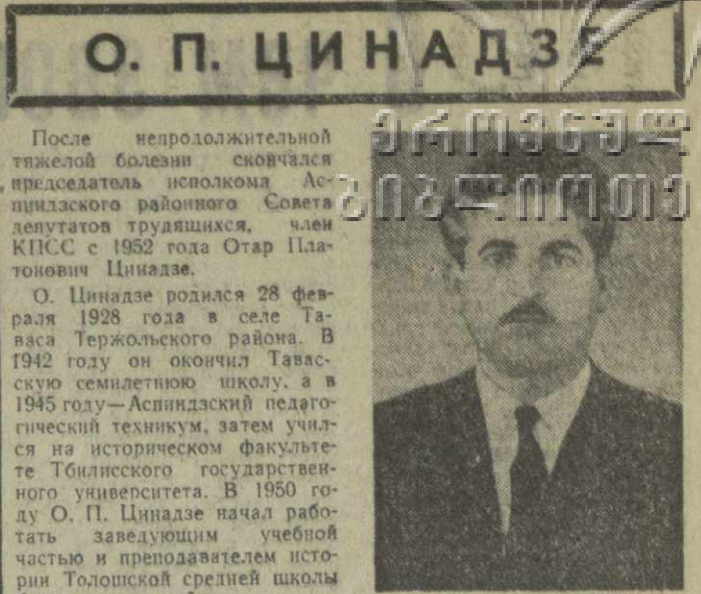 О. П. ЦИНАДЗЕ
После непродолжительной
тяжелой болезни скончался
председатель исполкома Ас-
пиндзского районного Совета
депутатов трудящихся, член
КПСС с 1952 года Отар Пла-
тонович Цинадзе.
О. Цинадзе родился 28 фев-
раля 1928 года в селе Та-
васа Тержольского района. В
1942 году он окончил Тавас-
скую семилетнюю школу, а в
1945 году—Аспиндзский педаго-
гический техникум, затем учил-
ся на историческом факульте-
те Тбилисского государствен-
ного университета. В 1950 го-
ду О. П. Цинадзе начал рабо-
тать заведующим учебной
частью и преподавателем исто-
рии Толошской средней школы
ეროვნულ
ბიბლიოთე